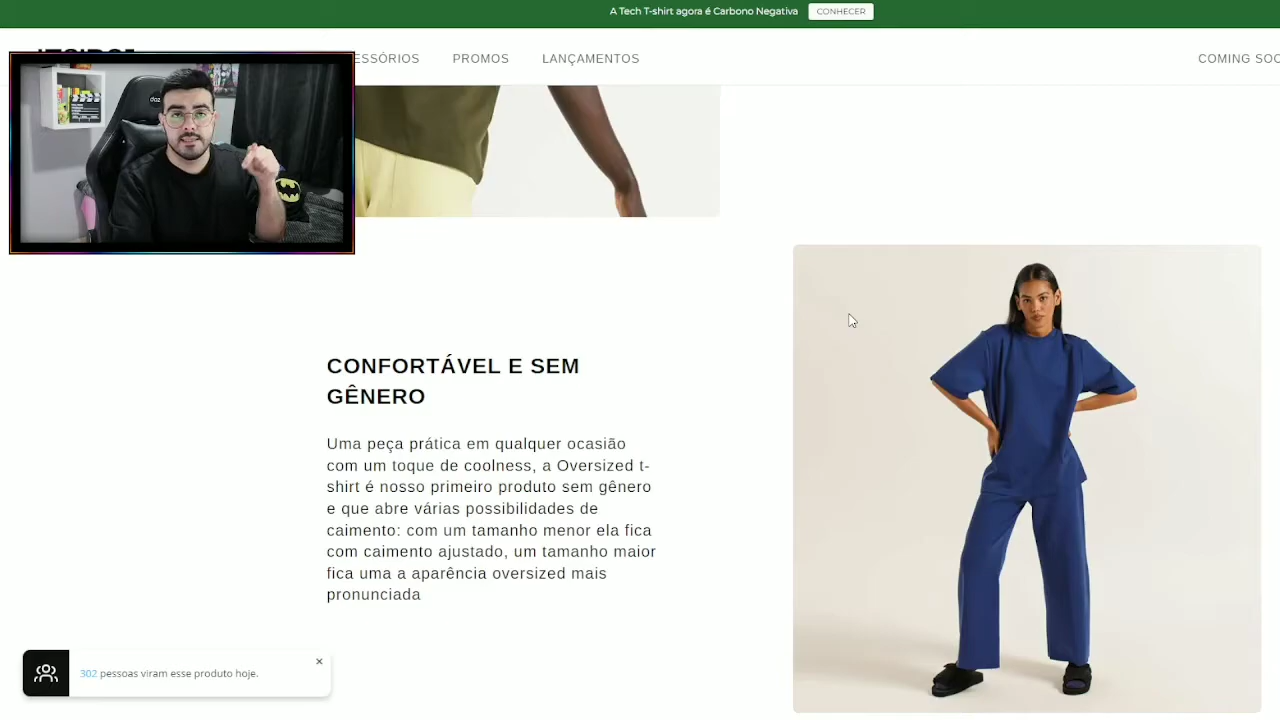 A Tech T-shirt agora é Carbono Negativa CONHECER
ESSÓRIOS PROMOS LANÇAMENTOS COMING SOO
CONFORTÁVEL E SEM
GÊNERO
Uma peça prática em qualquer ocasião
com um toque de coolness, a Oversized t-
shirt é nosso primeiro produto sem gênero
e que abre várias possibilidades de
caimento: com um tamanho menor ela fica
com caimento ajustado, um tamanho maior
fica uma a aparência oversized mais
pronunciada
302 pessoas viram esse produto hoje.